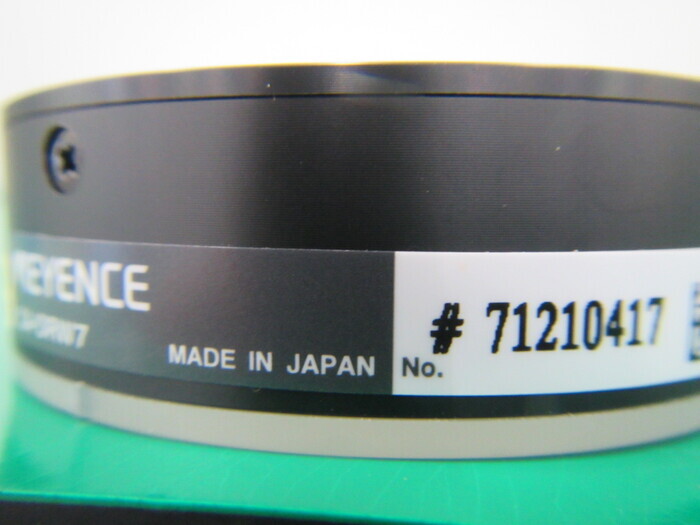 KEYENCE
MADE IN JAPAN
No. # 71210417